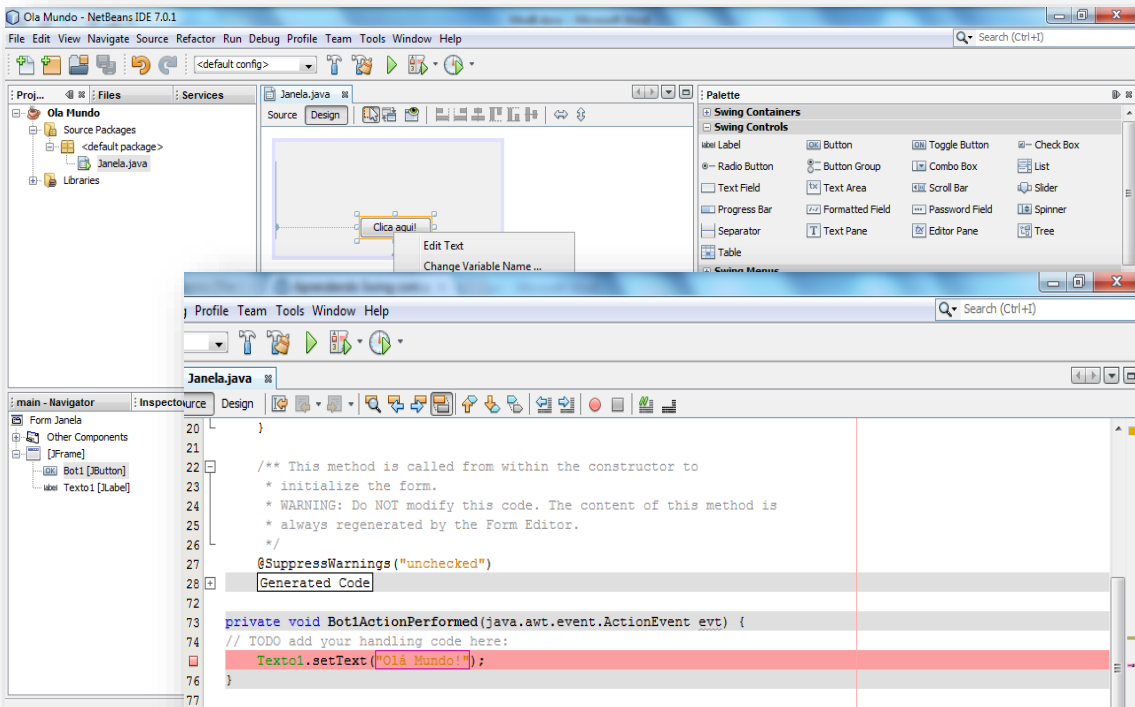 Ola Mundo - NetBeans IDE 7.0.1
File Edit View Navigate Source Refactor Run Debug Profile Team Tools Window Help
Search (Ctrl+I)
<default config>
Proj... Files Services
Janela.java
Palette
Source Design
Ola Mundo
Source Packages
<default package>
Janela.java
Libraries
Swing Containers
Swing Controls
label Label OK Button ON Toggle Button Check Box
Radio Button Button Group Combo Box List
Text Field Text Area Scroll Bar Slider
Progress Bar Formatted Field Password Field Spinner
Separator Text Pane Editor Pane Tree
Table
Swing Menus
Clica aqui!
Edit Text
Change Variable Name ...
Profile Team Tools Window Help
Search (Ctrl+I)
Janela.java
Design
main - Navigator
Form Janela
Other Components
[JFrame]
OK Bot1 [JButton]
label Texto1 [JLabel]
20 }
21
22 /** This method is called from within the constructor to
23 * initialize the form.
24 * WARNING: Do NOT modify this code. The content of this method is
25 * always regenerated by the Form Editor.
26 */
27 @SuppressWarnings("unchecked")
28 Generated Code
72
73 private void Bot1ActionPerformed(java.awt.event.ActionEvent evt) {
74 // TODO add your handling code here:
Texto1.setText("Olá Mundo!");
76 }
77